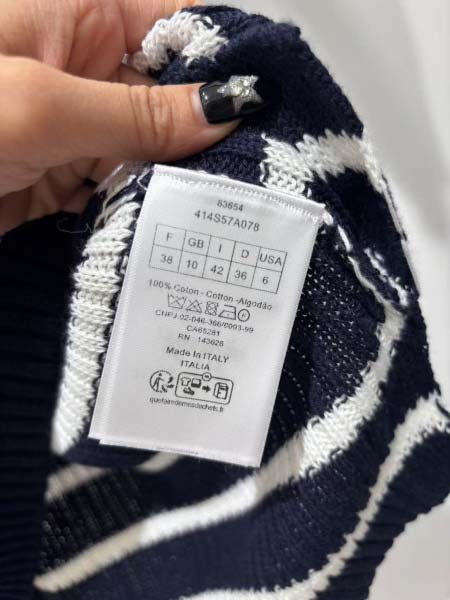 83654
414S57A078
F GB I D USA
38 10 42 36 6
100% Coton - Cotton - Algodão
CNPJ 02-046-366/0003-99
CA65281
RN : 143628
Made In ITALY
ITALIA
quefairedemesdechets.fr